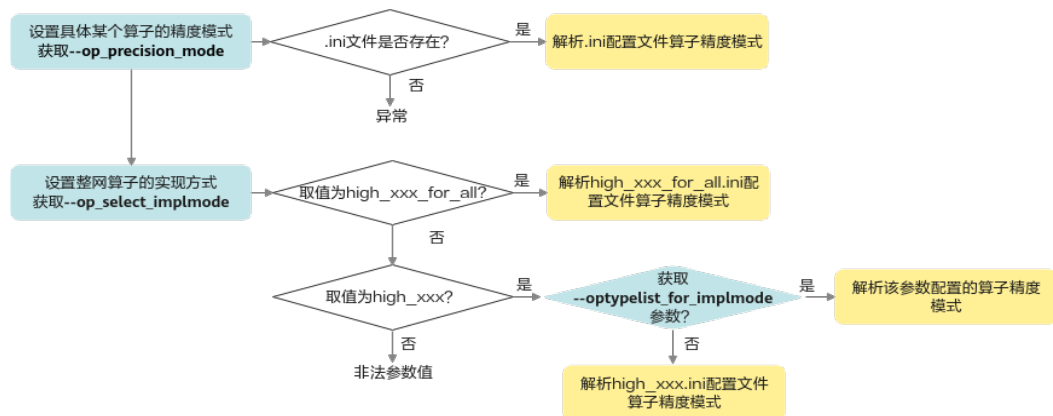 设置具体某个算子的精度模式
获取--op_precision_mode
.ini文件是否存在?
是
解析.ini配置文件算子精度模式
否
异常
设置整网算子的实现方式
获取--op_select_implmode
取值为high_xxx_for_all?
是
解析high_xxx_for_all.ini配
置文件算子精度模式
否
取值为high_xxx?
是
获取
--optypelist_for_implmode
参数?
是
解析该参数配置的算子精度
模式
否
非法参数值
否
解析high_xxx.ini配置文件
算子精度模式